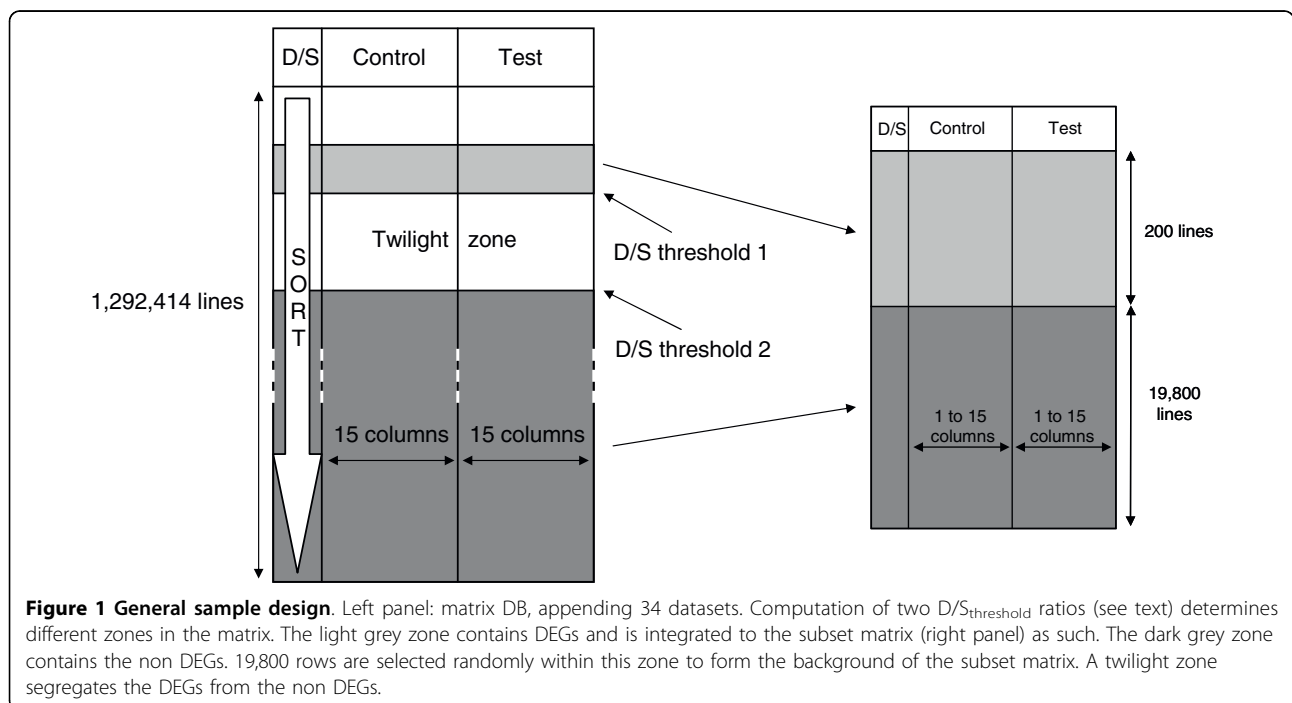 D/S Control Test
Twilight zone
SORT
1,292,414 lines
15 columns 15 columns
D/S threshold 1
D/S threshold 2
D/S Control Test
200 lines
19,800
lines
1 to 15
columns
1 to 15
columns
Figure 1 General sample design. Left panel: matrix DB, appending 34 datasets. Computation of two D/Sthreshold ratios (see text) determines
different zones in the matrix. The light grey zone contains DEGs and is integrated to the subset matrix (right panel) as such. The dark grey zone
contains the non DEGs. 19,800 rows are selected randomly within this zone to form the background of the subset matrix. A twilight zone
segregates the DEGs from the non DEGs.